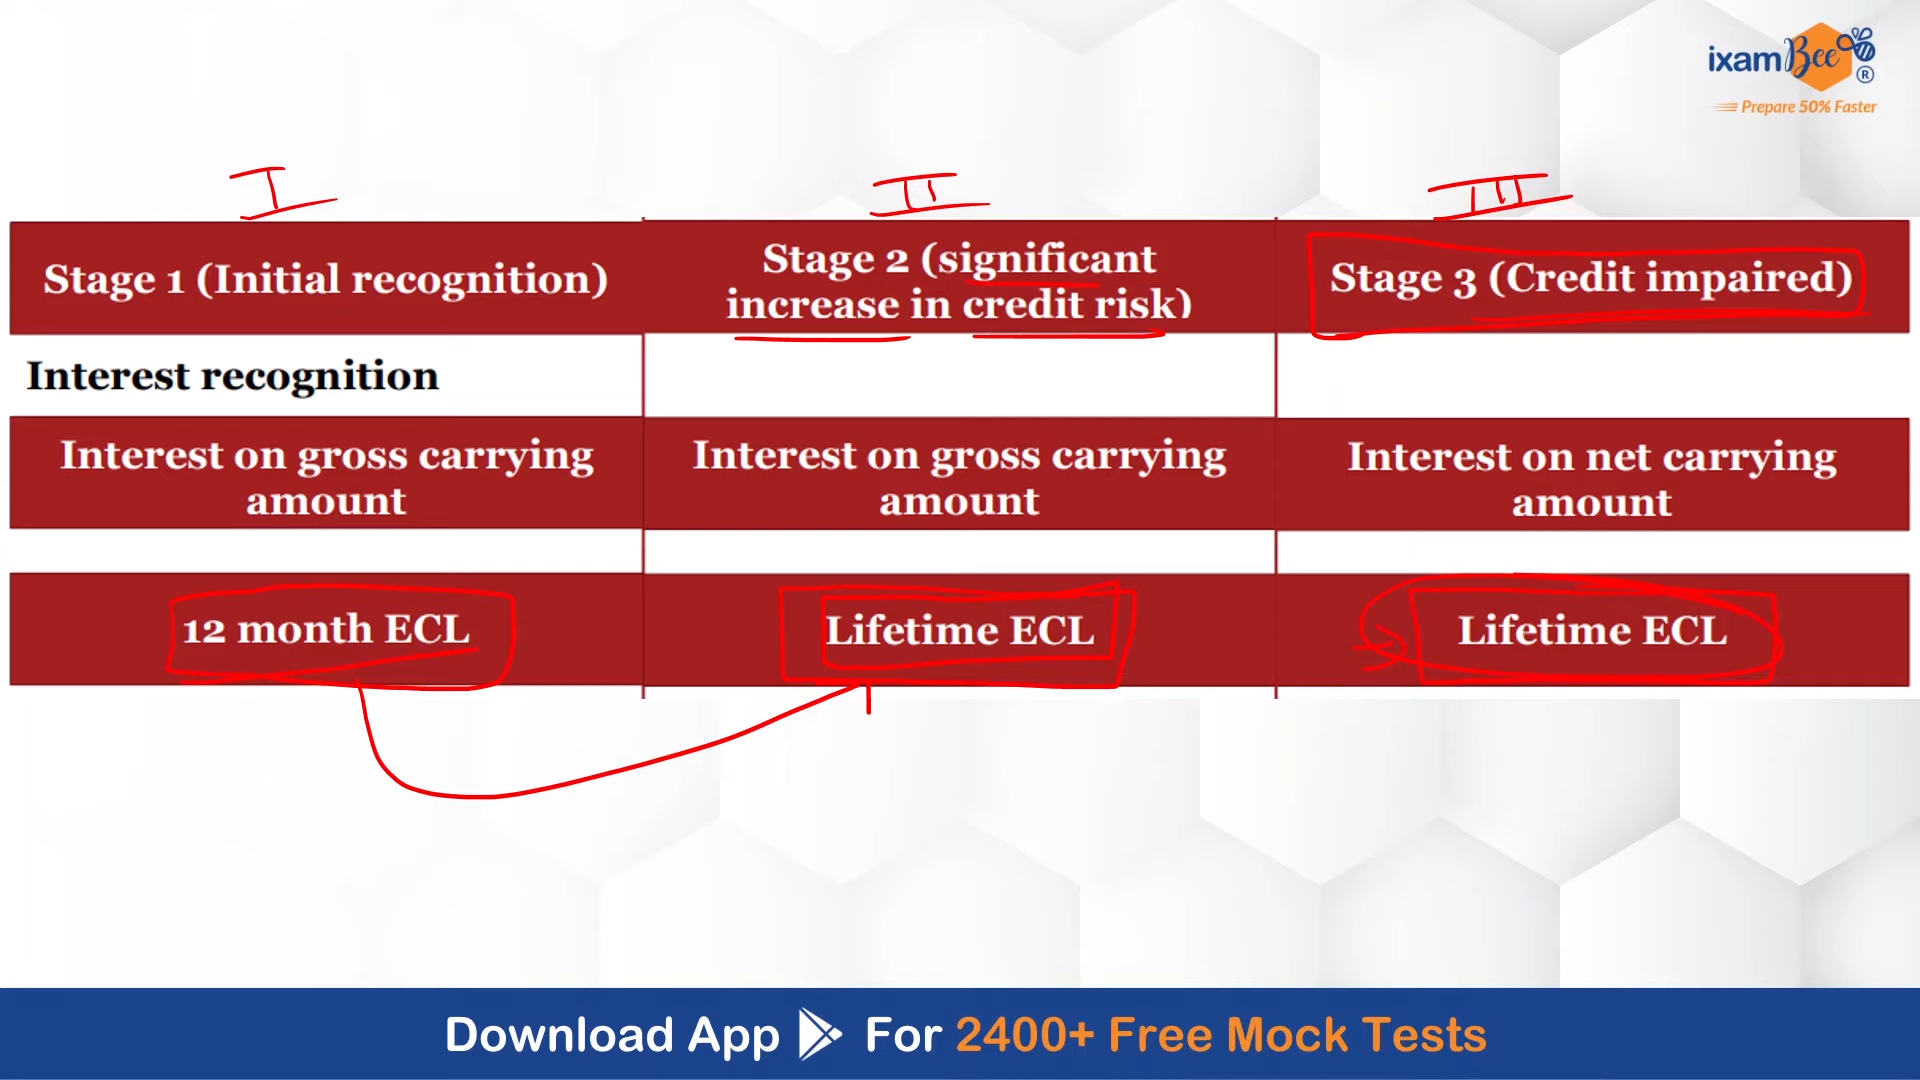 ixamBee ®
Prepare 50% Faster
I II III
Stage 1 (Initial recognition)
Stage 2 (significant
increase in credit risk)
Stage 3 (Credit impaired)
Interest recognition
Interest on gross carrying
amount
Interest on gross carrying
amount
Interest on net carrying
amount
12 month ECL
Lifetime ECL
Lifetime ECL
Download App For 2400+ Free Mock Tests